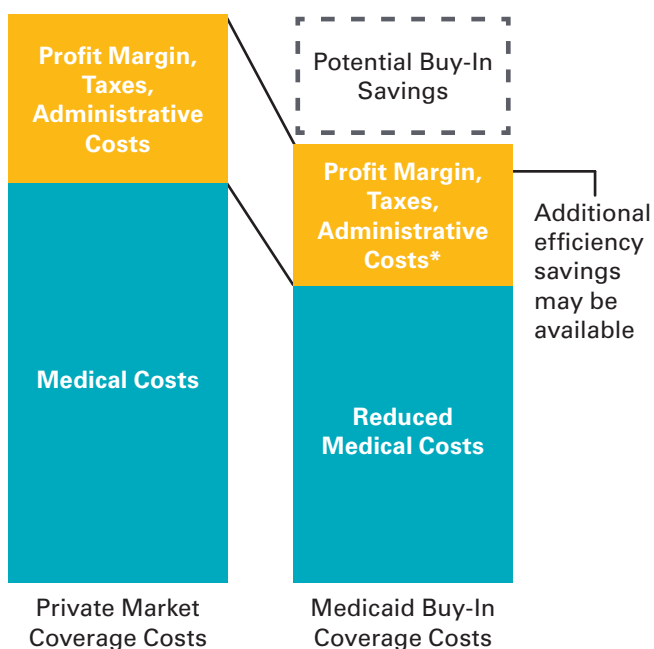 Profit Margin,
Taxes,
Administrative
Costs
Medical Costs
Private Market
Coverage Costs
Potential Buy-In
Savings
Profit Margin,
Taxes,
Administrative
Costs*
Reduced
Medical Costs
Medicaid Buy-In
Coverage Costs
Additional
efficiency
savings
may be
available